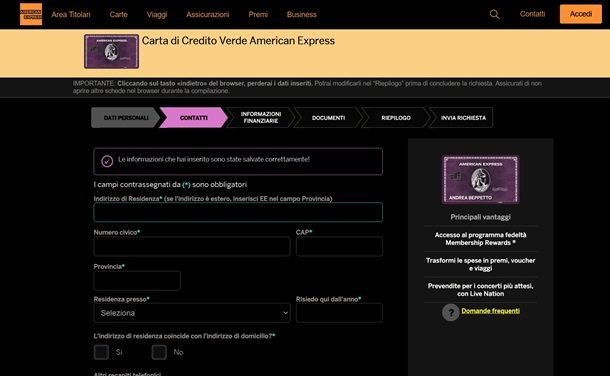 AMERICAN EXPRESS
Area Titolari
Carte
Viaggi
Assicurazioni
Premi
Business
Contatti
Accedi
Carta di Credito Verde American Express
IMPORTANTE: Cliccando sul tasto «indietro» del browser, perderai i dati inseriti. Potrai modificarli nel "Riepilogo" prima di concludere la richiesta. Assicurati di non
aprire altre schede nel browser durante la compilazione.
DATI PERSONALI
CONTATTI
INFORMAZIONI
FINANZIARIE
DOCUMENTI
RIEPILOGO
INVIA RICHIESTA
Le informazioni che hai inserito sono state salvate correttamente!
I campi contrassegnati da (*) sono obbligatori
Indirizzo di Residenza* (se l'indirizzo è estero, inserisci EE nel campo Provincia)
Numero civico*
CAP*
Provincia*
Residenza presso*
Risiedo qui dall'anno*
Seleziona
L'indirizzo di residenza coincide con l'indirizzo di domicilio?*
Si
No
Altri recapiti telefonici
AMERICAN EXPRESS
ANDREA BEPPETTO
Principali vantaggi
Accesso al programma fedeltà
Membership Rewards ®
Trasformi le spese in premi, voucher
e viaggi
Prevendite per i concerti più attesi,
con Live Nation
? Domande frequenti